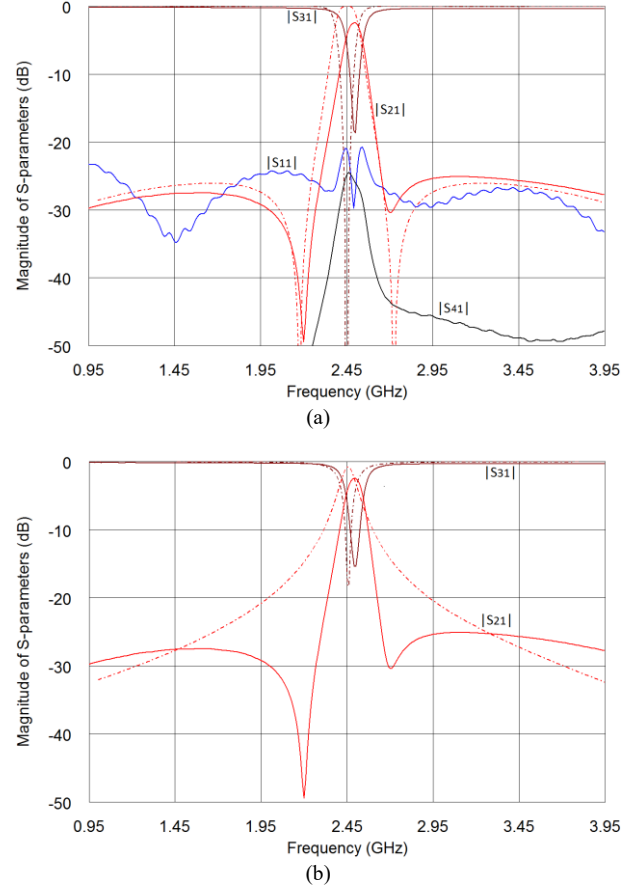 0
|S31|
-10
|S21|
-20
|S11|
-30
-40
|S41|
-50
Magnitude of S-parameters (dB)
0.95 1.45 1.95 2.45 2.95 3.45 3.95
Frequency (GHz)
(a)
0
|S31|
-10
-20
|S21|
-30
-40
-50
Magnitude of S-parameters (dB)
0.95 1.45 1.95 2.45 2.95 3.45 3.95
Frequency (GHz)
(b)